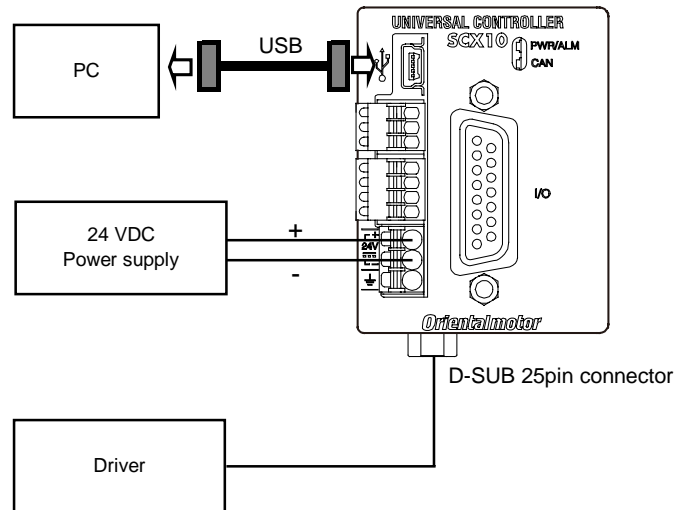 UNIVERSAL CONTROLLER
SCX10
PWR/ALM
CAN
USB
PC
I/O
24 VDC
Power supply
+
-
+
24V
-
Orientalmotor
D-SUB 25pin connector
Driver